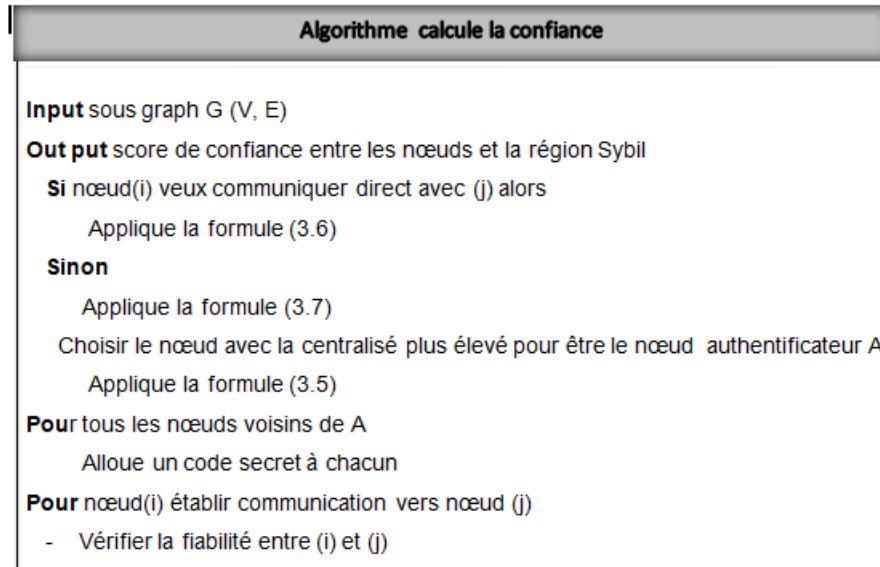 Algorithme calcule la confiance
Input sous graph G (V, E)
Out put score de confiance entre les nœuds et la région Sybil
Si nœud(i) veux communiquer direct avec (j) alors
Applique la formule (3.6)
Sinon
Applique la formule (3.7)
Choisir le nœud avec la centralisé plus élevé pour être le nœud authentificateur A
Applique la formule (3.5)
Pour tous les nœuds voisins de A
Alloue un code secret à chacun
Pour nœud(i) établir communication vers nœud (j)
- Vérifier la fiabilité entre (i) et (j)